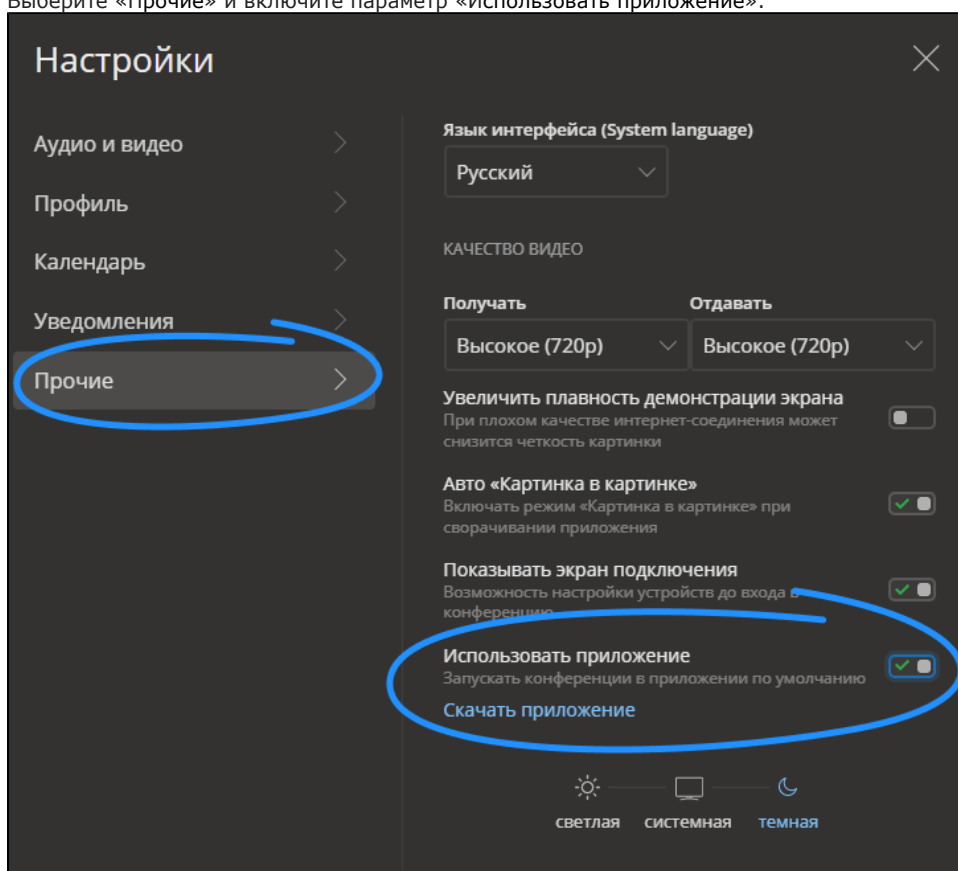 Выберите «Прочие» и включите параметр «Использовать приложение».
Настройки
Аудио и видео
Профиль
Календарь
Уведомления
Прочие
Язык интерфейса (System language)
Русский
КАЧЕСТВО ВИДЕО
Получать Отдавать
Высокое (720p) Высокое (720p)
Увеличить плавность демонстрации экрана
При плохом качестве интернет-соединения может
снизится четкость картинки
Авто «Картинка в картинке»
Включать режим «Картинка в картинке» при
сворачивании приложения
Показывать экран подключения
Возможность настройки устройств до входа в
конференцию
Использовать приложение
Запускать конференции в приложении по умолчанию
Скачать приложение
светлая системная темная